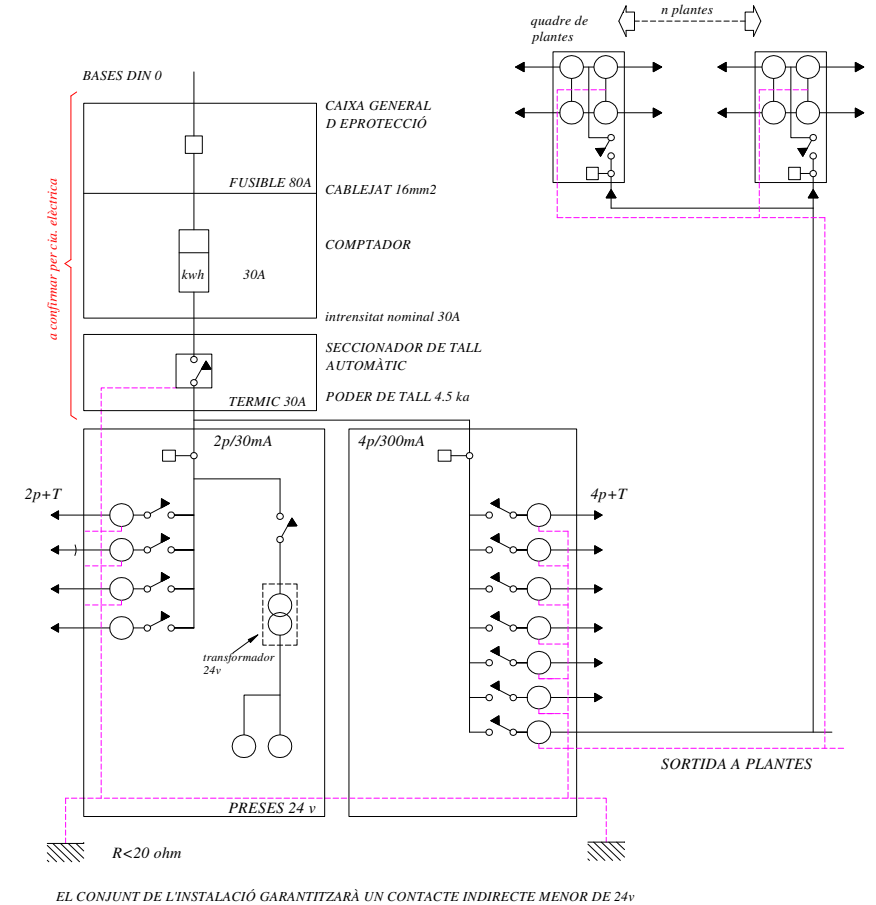 quadre de
plantes
n plantes
BASES DIN 0
CAIXA GENERAL
D EPROTECCIÓ
FUSIBLE 80A
CABLEJAT 16mm2
a confirmar per cia. elèctrica
COMPTADOR
kwh
30A
intrensitat nominal 30A
SECCIONADOR DE TALL
AUTOMÀTIC
TERMIC 30A
PODER DE TALL 4.5 ka
2p/30mA
4p/300mA
2p+T
4p+T
transformador
24v
SORTIDA A PLANTES
PRESES 24 v
R<20 ohm
EL CONJUNT DE L'INSTALACIÓ GARANTITZARÀ UN CONTACTE INDIRECTE MENOR DE 24v